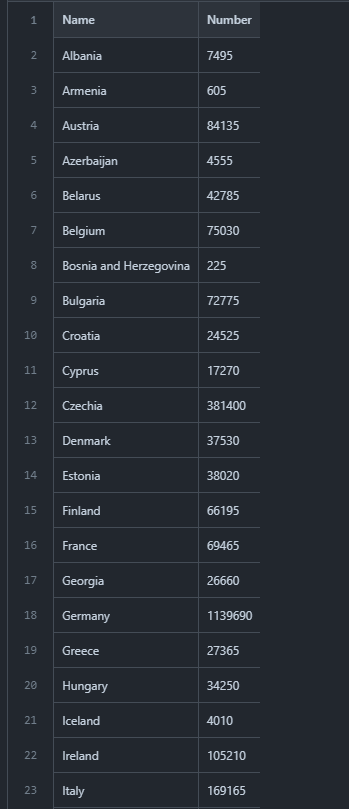 1 Name Number
2 Albania 7495
3 Armenia 605
4 Austria 84135
5 Azerbaijan 4555
6 Belarus 42785
7 Belgium 75030
8 Bosnia and Herzegovina 225
9 Bulgaria 72775
10 Croatia 24525
11 Cyprus 17270
12 Czechia 381400
13 Denmark 37530
14 Estonia 38020
15 Finland 66195
16 France 69465
17 Georgia 26660
18 Germany 1139690
19 Greece 27365
20 Hungary 34250
21 Iceland 4010
22 Ireland 105210
23 Italy 169165